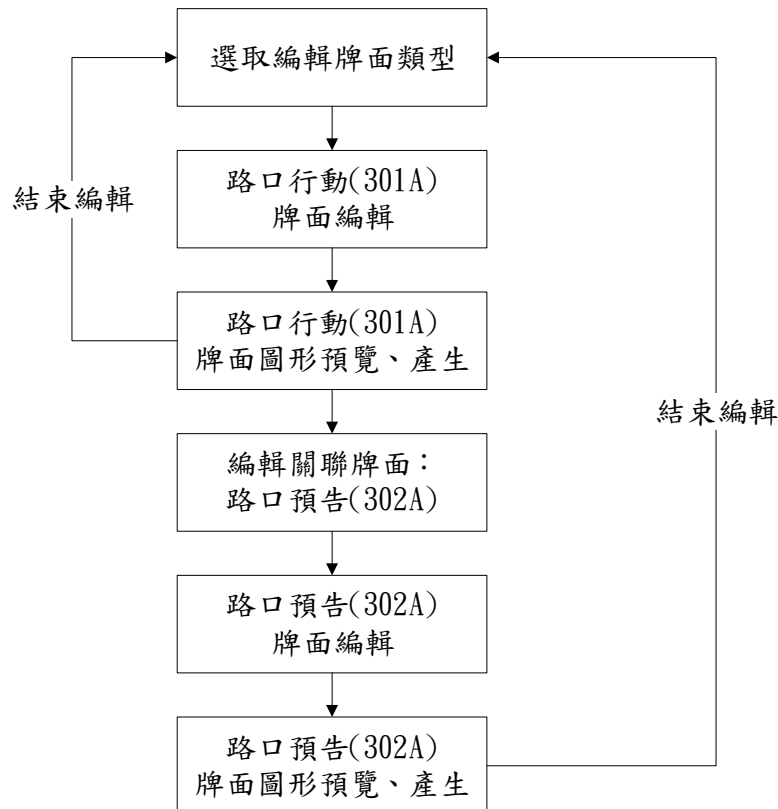 選取編輯牌面類型
路口行動(301A)
牌面編輯
結束編輯
路口行動(301A)
牌面圖形預覽、產生
結束編輯
編輯關聯牌面：
路口預告(302A)
路口預告(302A)
牌面編輯
路口預告(302A)
牌面圖形預覽、產生